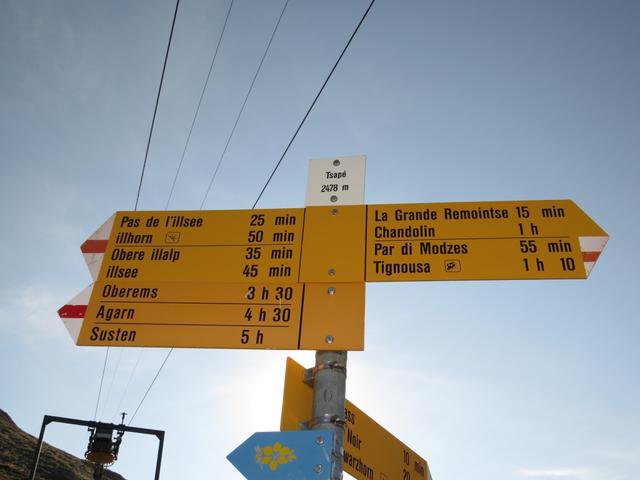 Tsapé
2478 m
Pas de l'illsee 25 min
illhorn 50 min
Obere illalp 35 min
illsee 45 min
Oberems 3 h 30
Agarn 4 h 30
Susten 5 h
La Grande Remointse 15 min
Chandolin 1 h
Par di Modzes 55 min
Tignousa 1 h 10
Noir 10 min
20